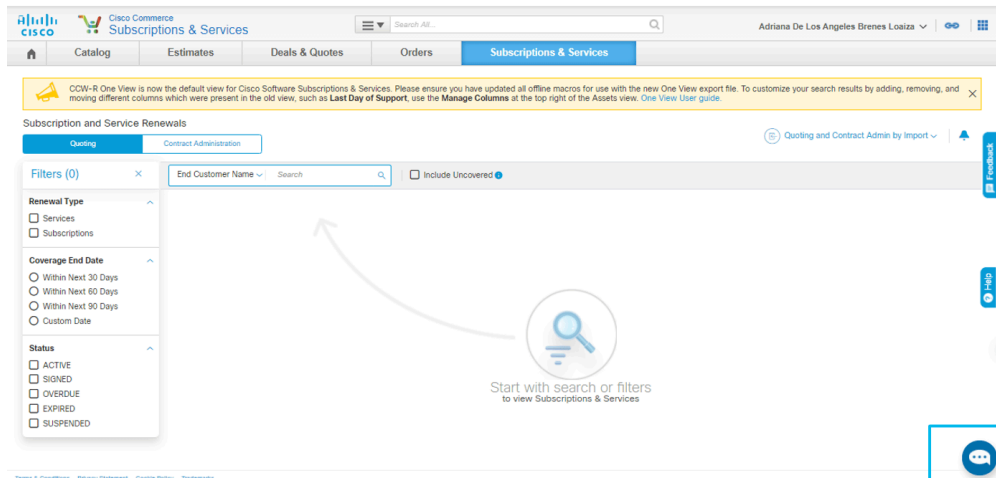 cisco
Cisco Commerce
Subscriptions & Services
Search All...
Adriana De Los Angeles Brenes Loaiza
Catalog
Estimates
Deals & Quotes
Orders
Subscriptions & Services
CCW-R One View is now the default view for Cisco Software Subscriptions & Services. Please ensure you have updated all offline macros for use with the new One View export file. To customize your search results by adding, removing, and
moving different columns which were present in the old view, such as Last Day of Support, use the Manage Columns at the top right of the Assets view. One View User guide.
Subscription and Service Renewals
Quoting
Contract Administration
Quoting and Contract Admin by Import
Feedback
Filters (0)
End Customer Name
Search
Include Uncovered
Renewal Type
Services
Subscriptions
Coverage End Date
Within Next 30 Days
Within Next 60 Days
Within Next 90 Days
Custom Date
Help
Status
ACTIVE
SIGNED
OVERDUE
EXPIRED
SUSPENDED
Start with search or filters
to view Subscriptions & Services
Terms & Conditions Privacy Statement Cookie Policy Trademarks